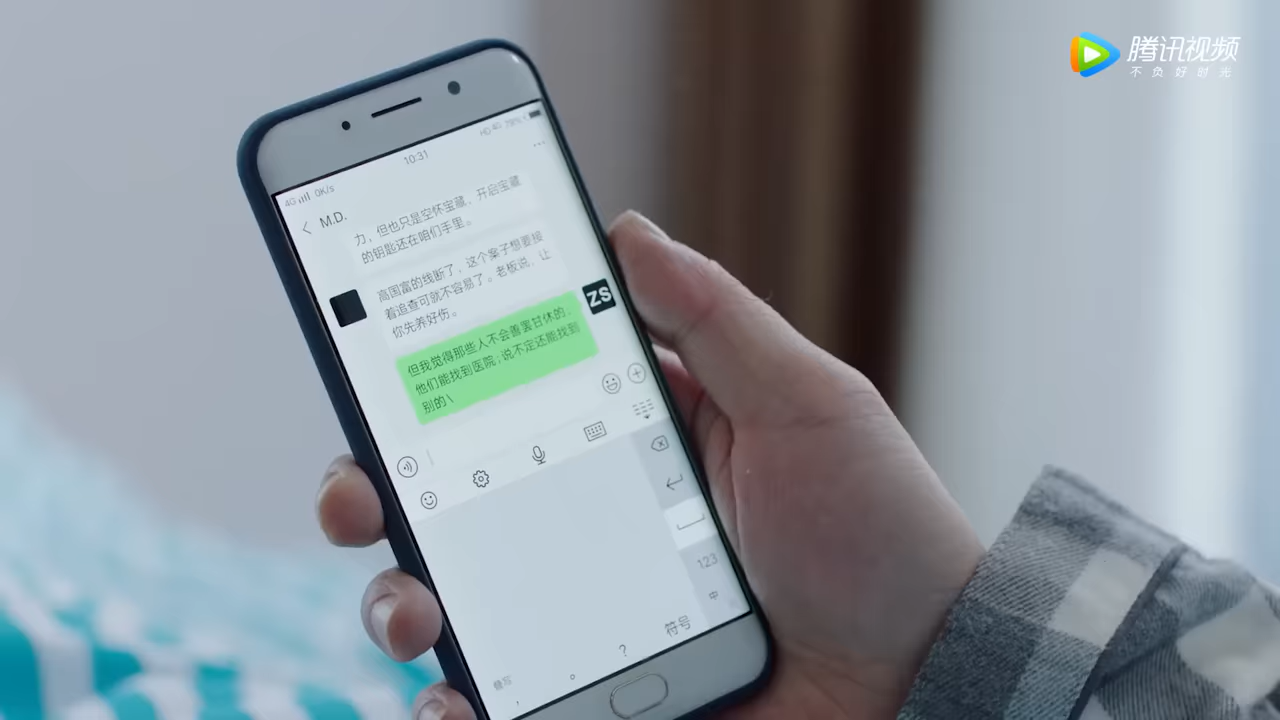 腾讯视频
不负好时光
10:31
4G 0K/s
M.D.
力，但也只是空怀宝藏，开启宝藏
的钥匙还在咱们手里。
高国富的线断了，这个案子想要接
着追查可就不容易了。老板说，让
你先养好伤。
ZS
但我觉得那些人不会善罢甘休的，
他们能找到医院，说不定还能找到
别的\
123
中
符号
?